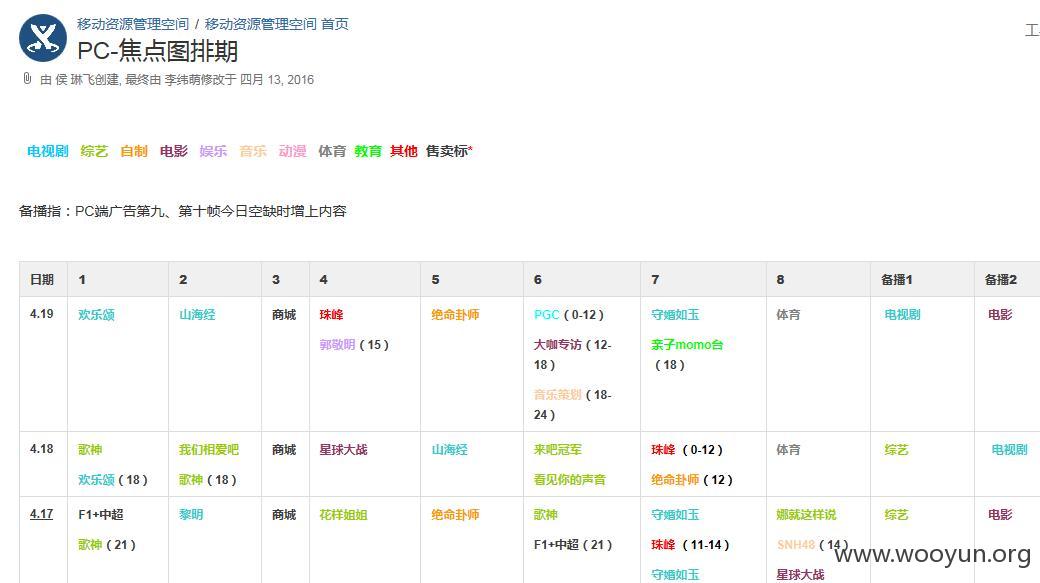 移动资源管理空间 / 移动资源管理空间 首页
工
PC-焦点图排期
由 侯 琳飞创建, 最终由 李纬萌修改于 四月 13, 2016
电视剧 综艺 自制 电影 娱乐 音乐 动漫 体育 教育 其他 售卖标*
备播指：PC端广告第九、第十帧今日空缺时增上内容
日期 1 2 3 4 5 6 7 8 备播1 备播2
4.19 欢乐颂 山海经 商城 珠峰 绝命卦师 PGC（0-12） 守婚如玉 体育 电视剧 电影
郭敬明（15） 大咖专访（12- 亲子momo台
18） （18）
音乐策划（18-
24）
4.18 歌神 我们相爱吧 商城 星球大战 山海经 来吧冠军 珠峰（0-12） 体育 综艺 电视剧
欢乐颂（18） 歌神（18） 看见你的声音 绝命卦师（12）
4.17 F1+中超 黎明 商城 花样姐姐 绝命卦师 歌神 守婚如玉 娜就这样说 综艺 电影
歌神（21） F1+中超（21） 珠峰（11-14） SNH48（14）
守婚如玉 星球大战
www.wooyun.org